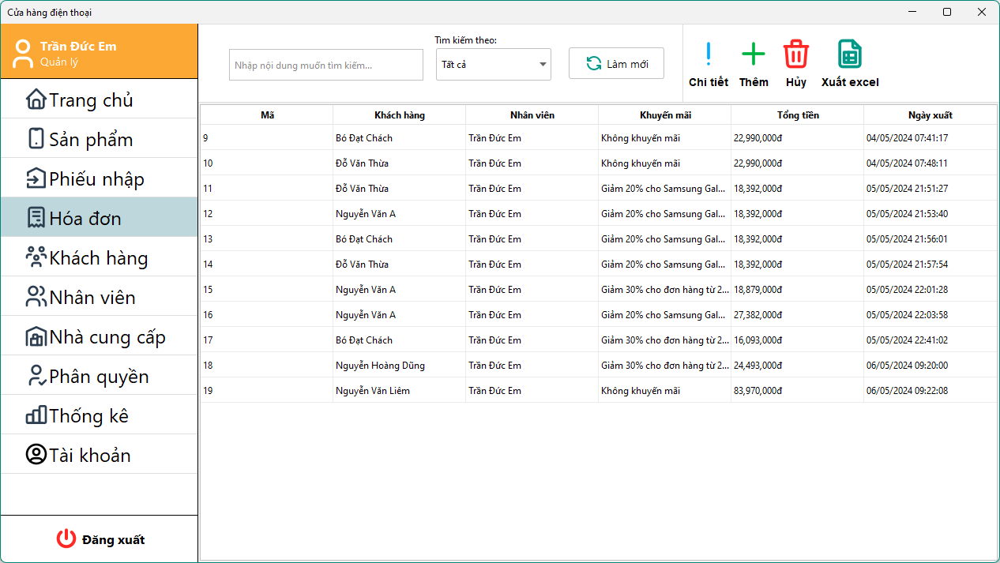 Cửa hàng điện thoại
Trần Đức Em
Quản lý
Trang chủ
Sản phẩm
Phiếu nhập
Hóa đơn
Khách hàng
Nhân viên
Nhà cung cấp
Phân quyền
Thống kê
Tài khoản
Đăng xuất
Nhập nội dung muốn tìm kiếm...
Tìm kiếm theo:
Tất cả
Làm mới
Chi tiết Thêm Hủy Xuất excel
Mã Khách hàng Nhân viên Khuyến mãi Tổng tiền Ngày xuất
9 Bó Đạt Chách Trần Đức Em Không khuyến mãi 22,990,000đ 04/05/2024 07:41:17
10 Đỗ Văn Thừa Trần Đức Em Không khuyến mãi 22,990,000đ 04/05/2024 07:48:11
11 Đỗ Văn Thừa Trần Đức Em Giảm 20% cho Samsung Gal... 18,392,000đ 05/05/2024 21:51:27
12 Nguyễn Văn A Trần Đức Em Giảm 20% cho Samsung Gal... 18,392,000đ 05/05/2024 21:53:40
13 Bó Đạt Chách Trần Đức Em Giảm 20% cho Samsung Gal... 18,392,000đ 05/05/2024 21:56:01
14 Đỗ Văn Thừa Trần Đức Em Giảm 20% cho Samsung Gal... 18,392,000đ 05/05/2024 21:57:54
15 Nguyễn Văn A Trần Đức Em Giảm 30% cho đơn hàng từ 2... 18,879,000đ 05/05/2024 22:01:28
16 Nguyễn Văn A Trần Đức Em Giảm 20% cho Samsung Gal... 27,382,000đ 05/05/2024 22:03:58
17 Bó Đạt Chách Trần Đức Em Giảm 30% cho đơn hàng từ 2... 16,093,000đ 05/05/2024 22:41:02
18 Nguyễn Hoàng Dũng Trần Đức Em Giảm 30% cho đơn hàng từ 2... 24,493,000đ 06/05/2024 09:20:00
19 Nguyễn Văn Liêm Trần Đức Em Không khuyến mãi 83,970,000đ 06/05/2024 09:22:08